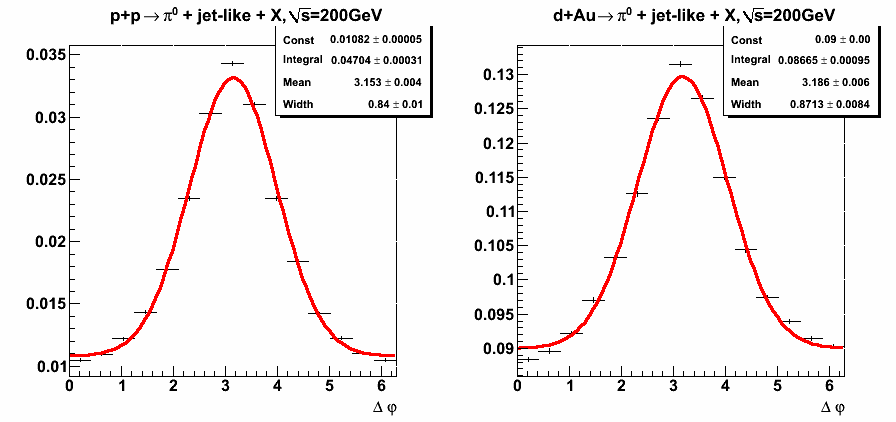 p+p→π⁰ + jet-like + X, √s=200GeV
Const 0.01082 ± 0.00005
Integral 0.04704 ± 0.00031
Mean 3.153 ± 0.004
Width 0.84 ± 0.01
0.035
0.03
0.025
0.02
0.015
0.01
0 1 2 3 4 5 6
Δ φ
d+Au→π⁰ + jet-like + X, √s=200GeV
Const 0.09 ± 0.00
Integral 0.08665 ± 0.00095
Mean 3.186 ± 0.006
Width 0.8713 ± 0.0084
0.13
0.125
0.12
0.115
0.11
0.105
0.1
0.095
0.09
0 1 2 3 4 5 6
Δ φ